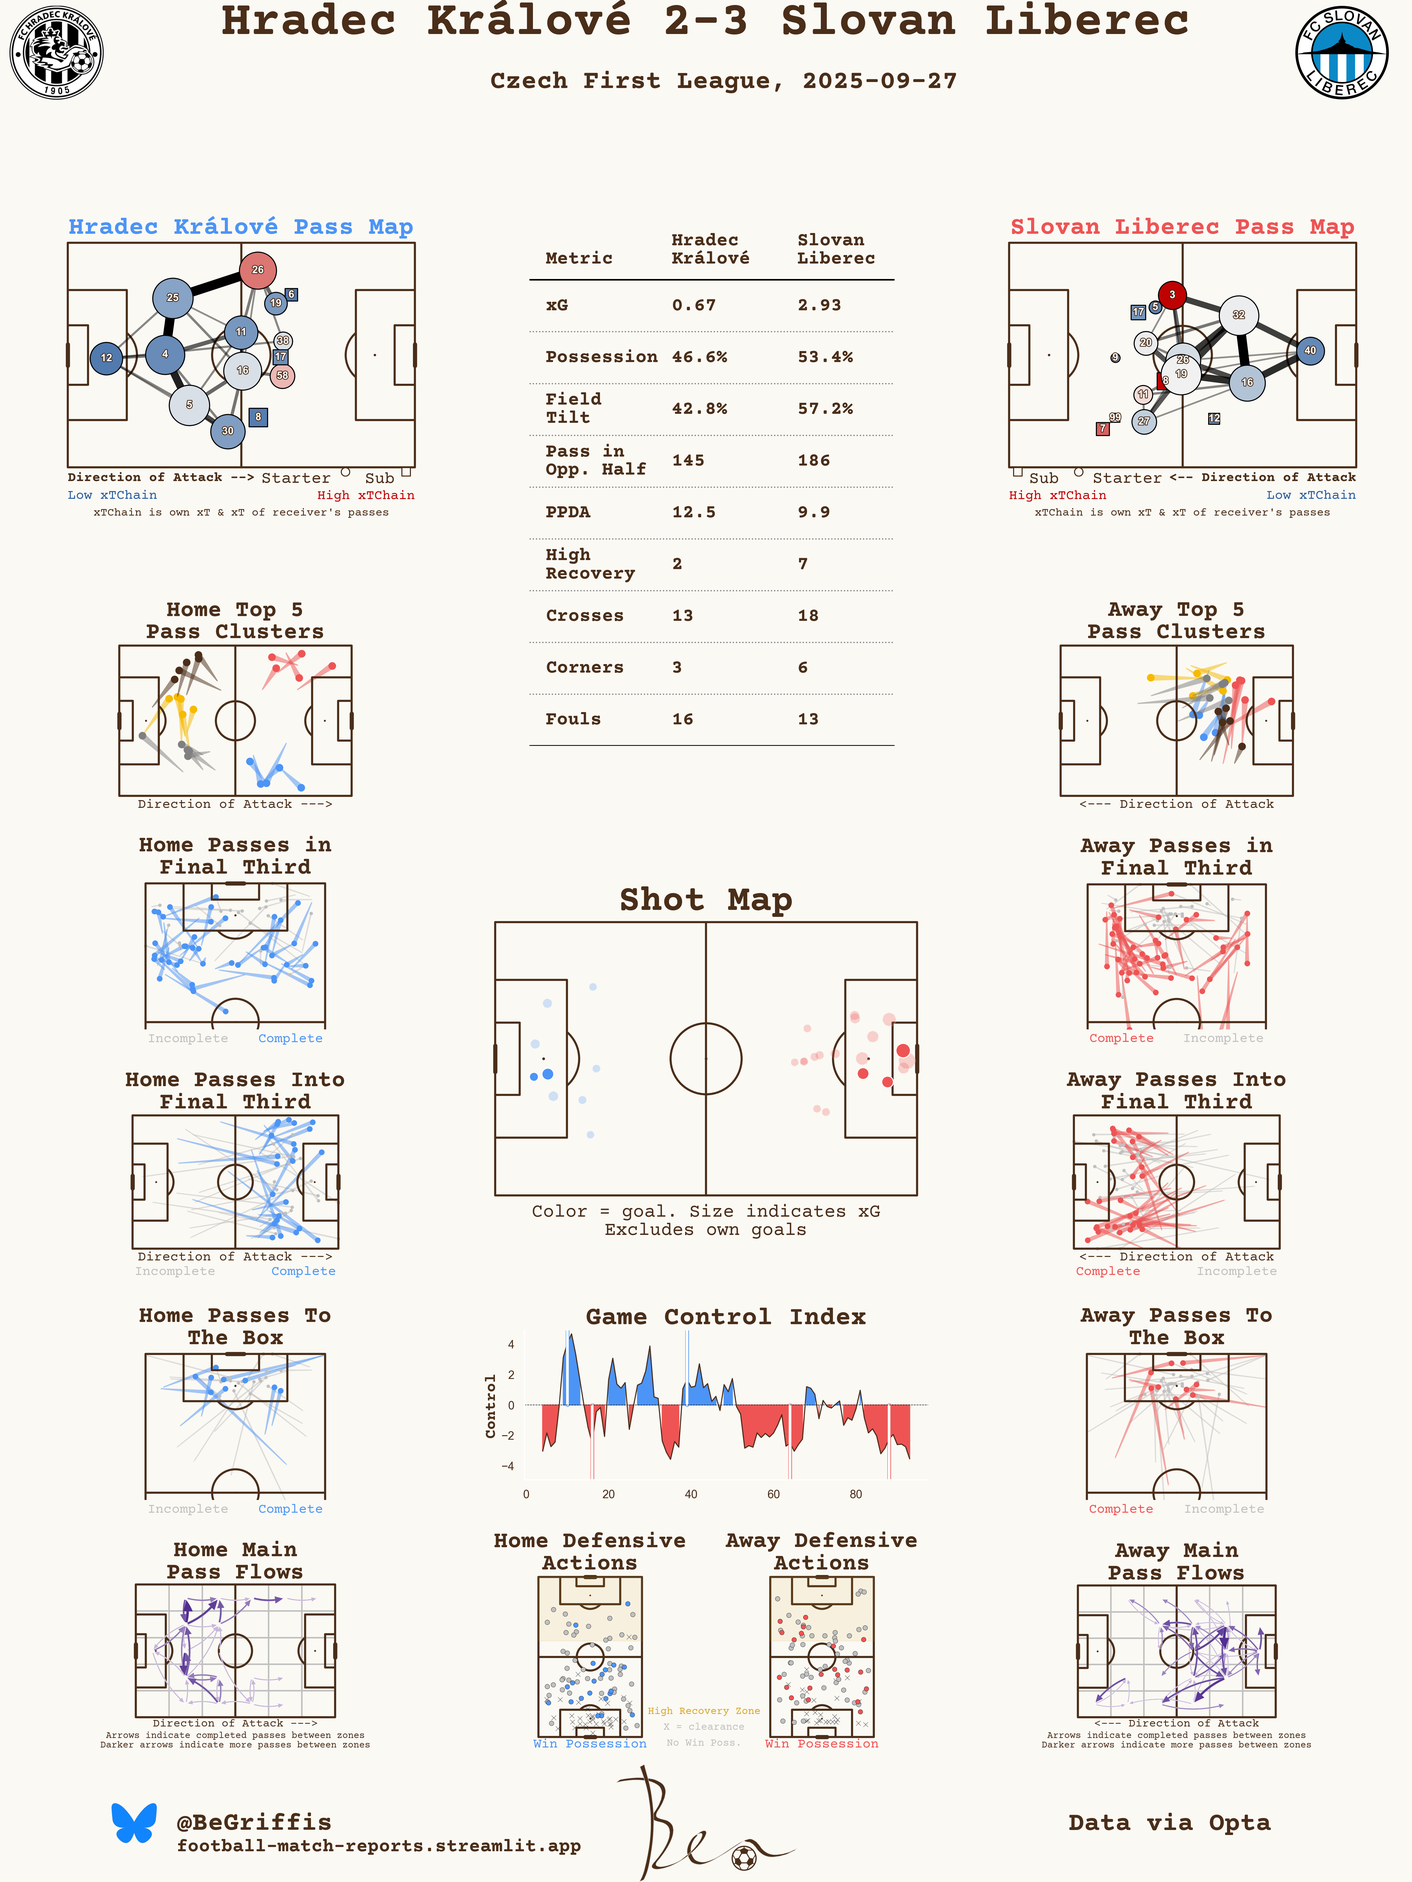 Hradec Králové 2-3 Slovan Liberec
Czech First League, 2025-09-27
FC HRADEC KRÁLOVÉ
1905
FC SLOVAN
LIBEREC
Hradec Králové Pass Map
26
6
25
19
11
38
12
4
17
16
58
5
8
30
Direction of Attack --> Starter Sub
Low xTChain High xTChain
xTChain is own xT & xT of receiver's passes
Metric Hradec Králové Slovan Liberec
xG 0.67 2.93
Possession 46.6% 53.4%
Field Tilt 42.8% 57.2%
Pass in Opp. Half 145 186
PPDA 12.5 9.9
High Recovery 2 7
Crosses 13 18
Corners 3 6
Fouls 16 13
Slovan Liberec Pass Map
3
5
17
32
20
40
9
26
19
8
16
11
99
12
27
7
Sub Starter <-- Direction of Attack
High xTChain Low xTChain
xTChain is own xT & xT of receiver's passes
Home Top 5
Pass Clusters
Direction of Attack --->
Away Top 5
Pass Clusters
<--- Direction of Attack
Home Passes in
Final Third
Incomplete Complete
Away Passes in
Final Third
Complete Incomplete
Shot Map
Color = goal. Size indicates xG
Excludes own goals
Home Passes Into
Final Third
Direction of Attack --->
Incomplete Complete
Away Passes Into
Final Third
<--- Direction of Attack
Complete Incomplete
Home Passes To
The Box
Incomplete Complete
Game Control Index
Control
4
2
0
−2
−4
0 20 40 60 80
Away Passes To
The Box
Complete Incomplete
Home Main
Pass Flows
Direction of Attack --->
Arrows indicate completed passes between zones
Darker arrows indicate more passes between zones
Home Defensive
Actions
Win Possession
Away Defensive
Actions
Win Possession
High Recovery Zone
X = clearance
No Win Poss.
Away Main
Pass Flows
<--- Direction of Attack
Arrows indicate completed passes between zones
Darker arrows indicate more passes between zones
@BeGriffis
football-match-reports.streamlit.app
Ben
Data via Opta